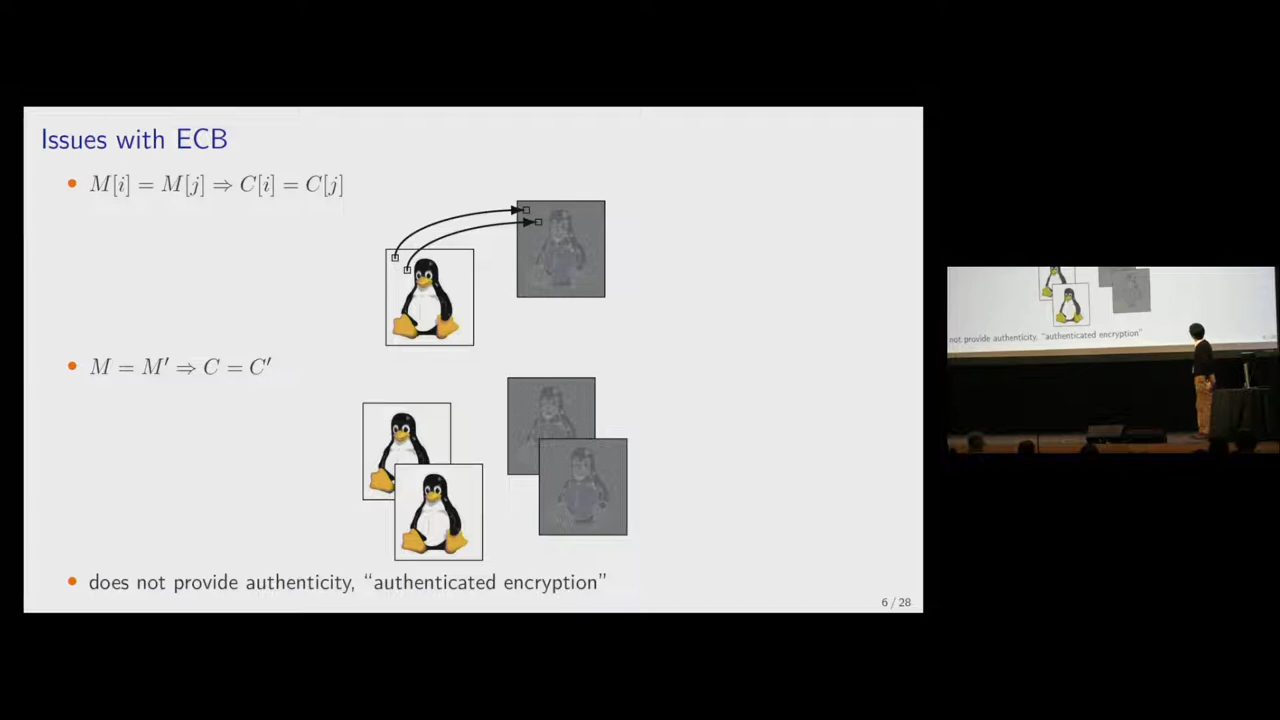 Issues with ECB
• M[i] = M[j] ⇒ C[i] = C[j]
• M = M′ ⇒ C = C′
• does not provide authenticity, “authenticated encryption”
6 / 28
not provide authenticity, “authenticated encryption”